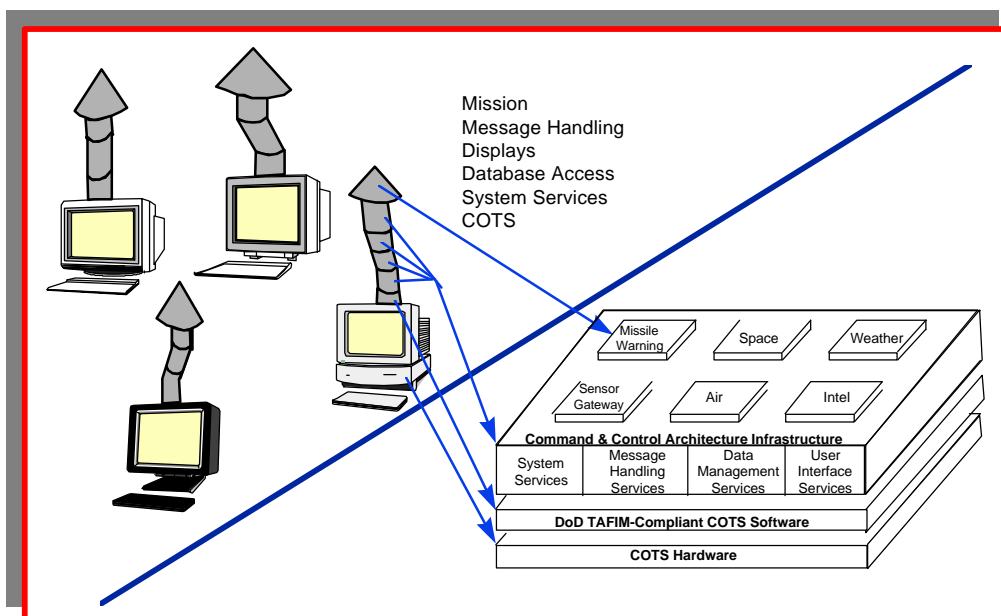 Mission
Message Handling
Displays
Database Access
System Services
COTS
Missile
Warning
Space
Weather
Sensor
Gateway
Air
Intel
Command & Control Architecture Infrastructure
System
Services
Message
Handling
Services
Data
Management
Services
User
Interface
Services
DoD TAFIM-Compliant COTS Software
COTS Hardware